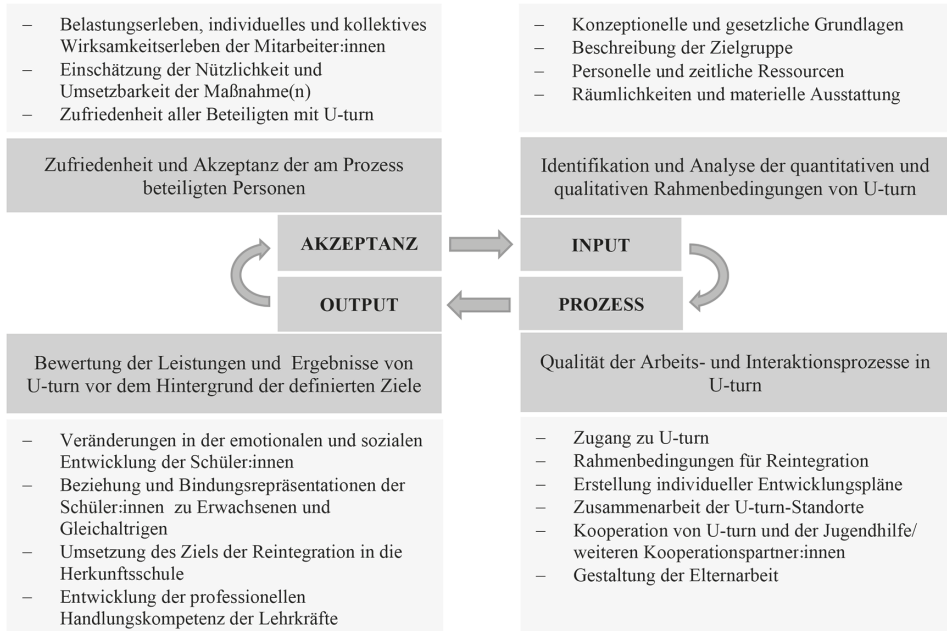 – Belastungserleben, individuelles und kollektives
Wirksamkeitserleben der Mitarbeiter:innen
– Einschätzung der Nützlichkeit und
Umsetzbarkeit der Maßnahme(n)
– Zufriedenheit aller Beteiligten mit U-turn
Zufriedenheit und Akzeptanz der am Prozess
beteiligten Personen
AKZEPTANZ
– Konzeptionelle und gesetzliche Grundlagen
– Beschreibung der Zielgruppe
– Personelle und zeitliche Ressourcen
– Räumlichkeiten und materielle Ausstattung
Identifikation und Analyse der quantitativen und
qualitativen Rahmenbedingungen von U-turn
INPUT
OUTPUT
Bewertung der Leistungen und Ergebnisse von
U-turn vor dem Hintergrund der definierten Ziele
– Veränderungen in der emotionalen und sozialen
Entwicklung der Schüler:innen
– Beziehung und Bindungsrepräsentationen der
Schüler:innen zu Erwachsenen und
Gleichaltrigen
– Umsetzung des Ziels der Reintegration in die
Herkunftsschule
– Entwicklung der professionellen
Handlungskompetenz der Lehrkräfte
PROZESS
Qualität der Arbeits- und Interaktionsprozesse in
U-turn
– Zugang zu U-turn
– Rahmenbedingungen für Reintegration
– Erstellung individueller Entwicklungspläne
– Zusammenarbeit der U-turn-Standorte
– Kooperation von U-turn und der Jugendhilfe/
weiteren Kooperationspartner:innen
– Gestaltung der Elternarbeit